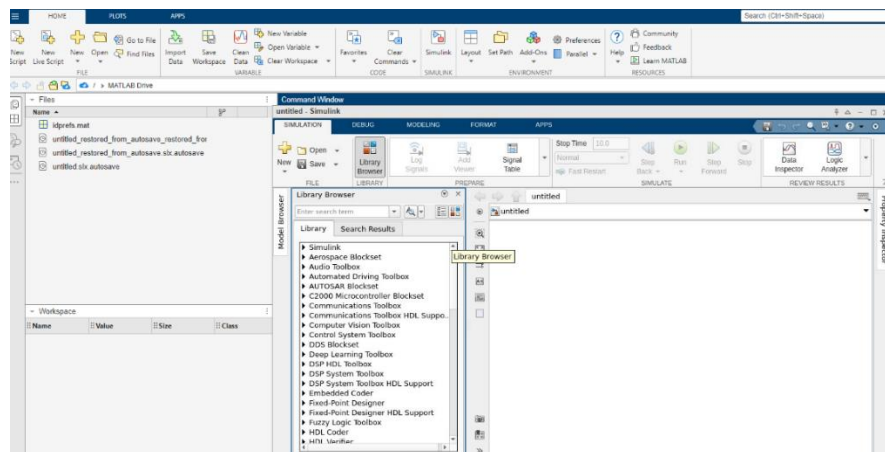 HOME PLOTS APPS Search (Ctrl+Shift+Space)
New Script New Live Script New Open Go to File Find Files Import Data Save Workspace Clean Data New Variable Open Variable Clear Workspace Favorites Clear Commands Simulink Layout Set Path Add-Ons Preferences Parallel Help Community Feedback Learn MATLAB
FILE VARIABLE CODE SIMULINK ENVIRONMENT RESOURCES
/ MATLAB Drive
Files
Name
idprefs.mat
untitled_restored_from_autosave_restored_fror
untitled_restored_from_autosave.slx.autosave
untitled.slx.autosave
Workspace
Name Value Size Class
Command Window
untitled - Simulink
SIMULATION DEBUG MODELING FORMAT APPS
New Open Save Library Browser Log Signals Add Viewer Signal Table Stop Time 10.0 Normal Fast Restart Step Back Run Step Forward Stop Data Inspector Logic Analyzer
FILE LIBRARY PREPARE SIMULATE REVIEW RESULTS
Model Browser
Library Browser
Enter search term
Library Search Results
Simulink
Aerospace Blockset
Audio Toolbox
Automated Driving Toolbox
AUTOSAR Blockset
C2000 Microcontroller Blockset
Communications Toolbox
Communications Toolbox HDL Suppo..
Computer Vision Toolbox
Control System Toolbox
DDS Blockset
Deep Learning Toolbox
DSP HDL Toolbox
DSP System Toolbox
DSP System Toolbox HDL Support
Embedded Coder
Fixed-Point Designer
Fixed-Point Designer HDL Support
Fuzzy Logic Toolbox
HDL Coder
HDL Verifier
untitled
untitled
Library Browser
Property Inspector